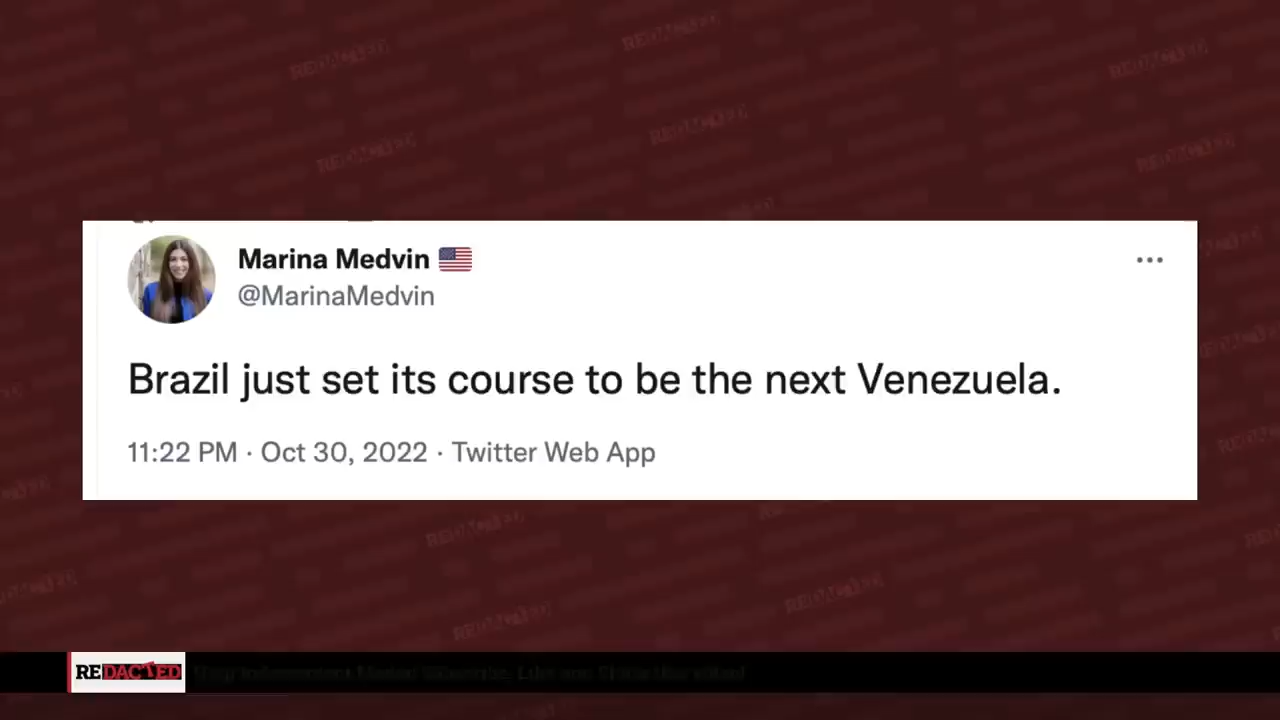 Marina Medvin
@MarinaMedvin
Brazil just set its course to be the next Venezuela.
11:22 PM · Oct 30, 2022 · Twitter Web App
REDACTED